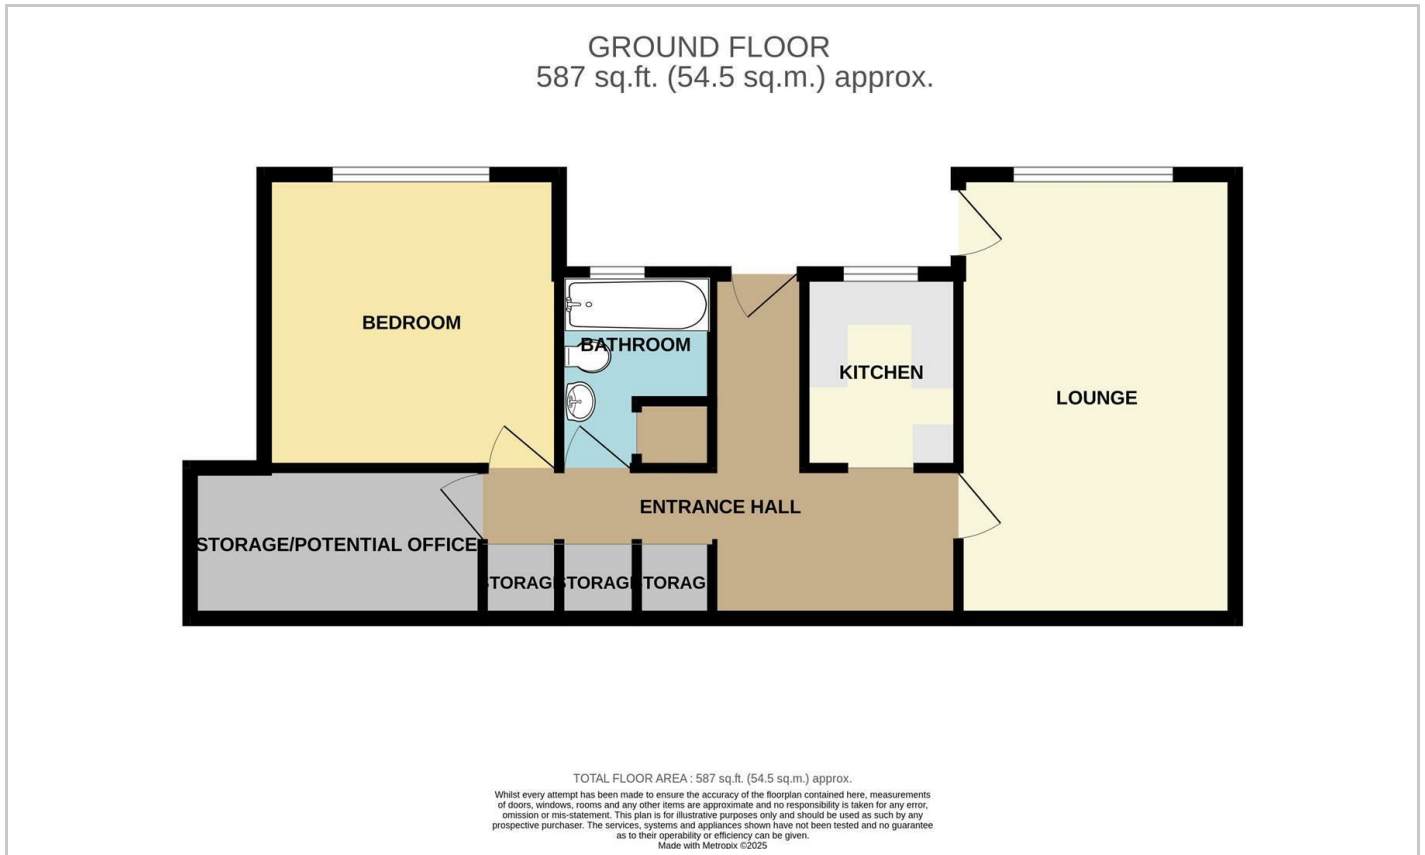 GROUND FLOOR
587 sq.ft. (54.5 sq.m.) approx.
BEDROOM
BATHROOM
KITCHEN
LOUNGE
ENTRANCE HALL
STORAGE/POTENTIAL OFFICE
STORAGE STORAGE STORAGE
TOTAL FLOOR AREA : 587 sq.ft. (54.5 sq.m.) approx.
Whilst every attempt has been made to ensure the accuracy of the floorplan contained here, measurements
of doors, windows, rooms and any other items are approximate and no responsibility is taken for any error,
omission or mis-statement. This plan is for illustrative purposes only and should be used as such by any
prospective purchaser. The services, systems and appliances shown have not been tested and no guarantee
as to their operability or efficiency can be given.
Made with Metropix ©2025